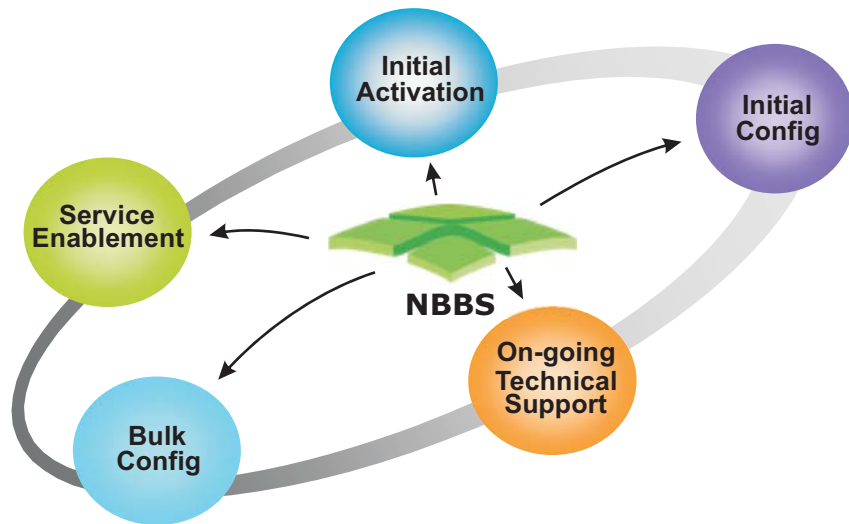 Initial
Activation
Initial
Config
Service
Enablement
NBBS
On-going
Technical
Support
Bulk
Config